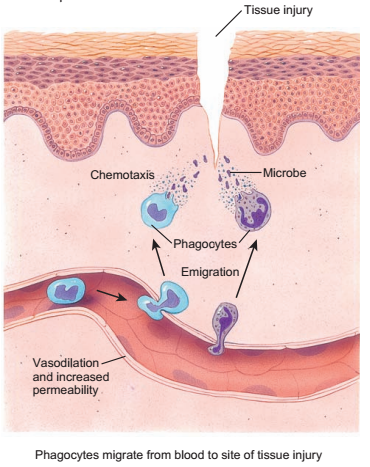 Tissue injury
Chemotaxis
Microbe
Phagocytes
Emigration
Vasodilation
and increased
permeability
Phagocytes migrate from blood to site of tissue injury